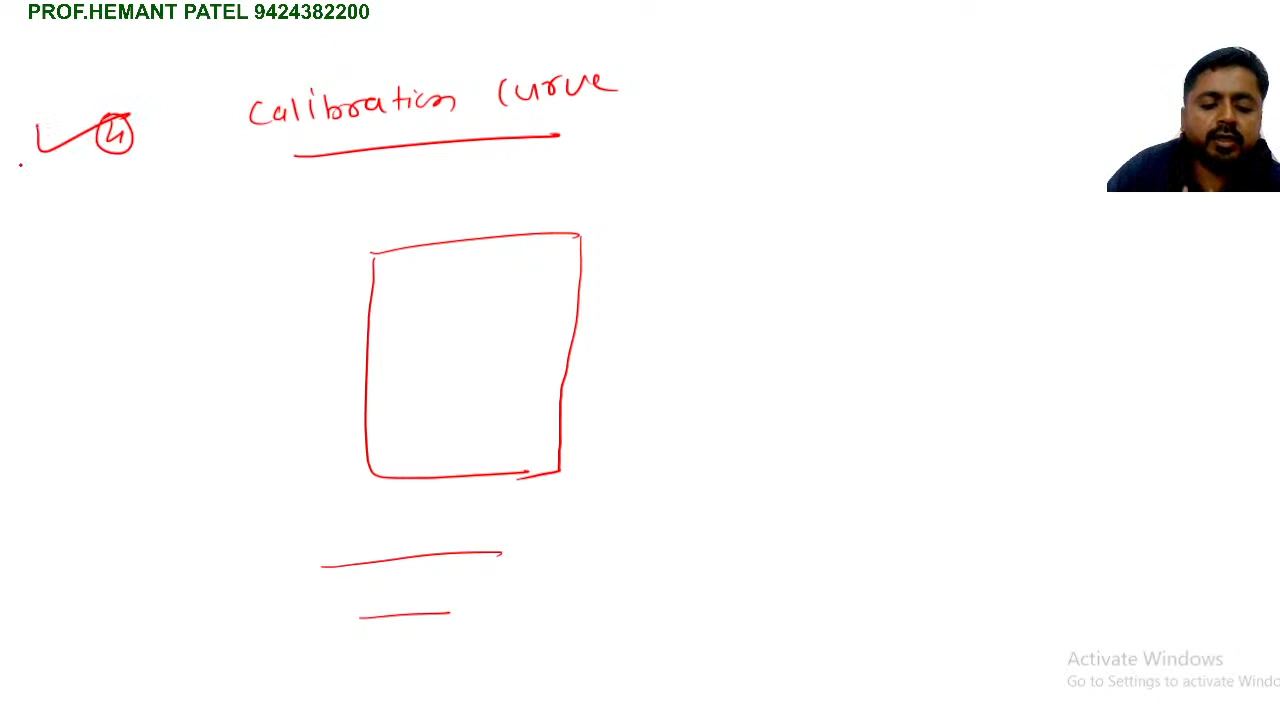 PROF.HEMANT PATEL 9424382200
Calibration Curve
4
Activate Windows
Go to Settings to activate Windo